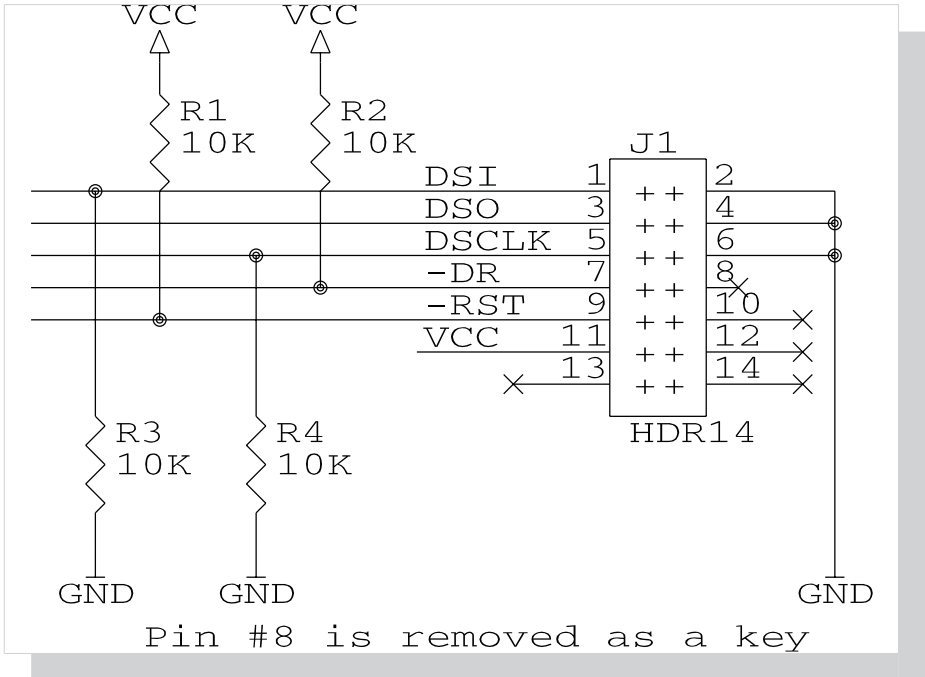 VCC VCC
R1 R2
10K 10K
J1
DSI 1 2
DSO 3 4
DSCLK 5 6
-DR 7 8
-RST 9 10
VCC 11 12
13 14
R3 R4 HDR14
10K 10K
GND GND GND
Pin #8 is removed as a key